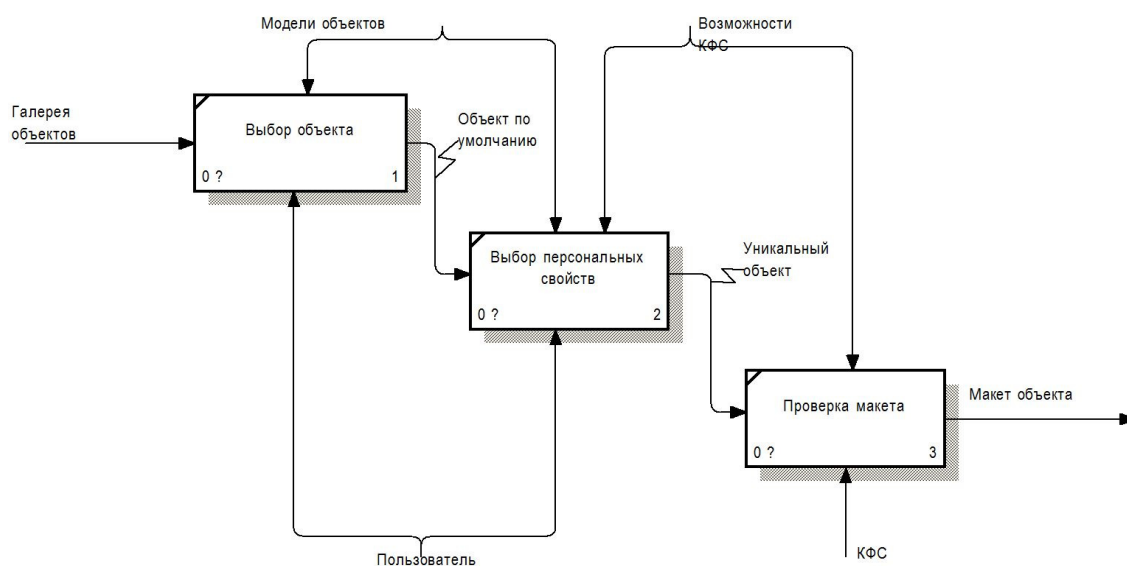 Модели объектов
Возможности
КФС
Галерея
объектов
Выбор объекта
0 ?
1
Объект по
умолчанию
Выбор персональных
свойств
0 ?
2
Уникальный
объект
Проверка макета
0 ?
3
Макет объекта
Пользователь
КФС